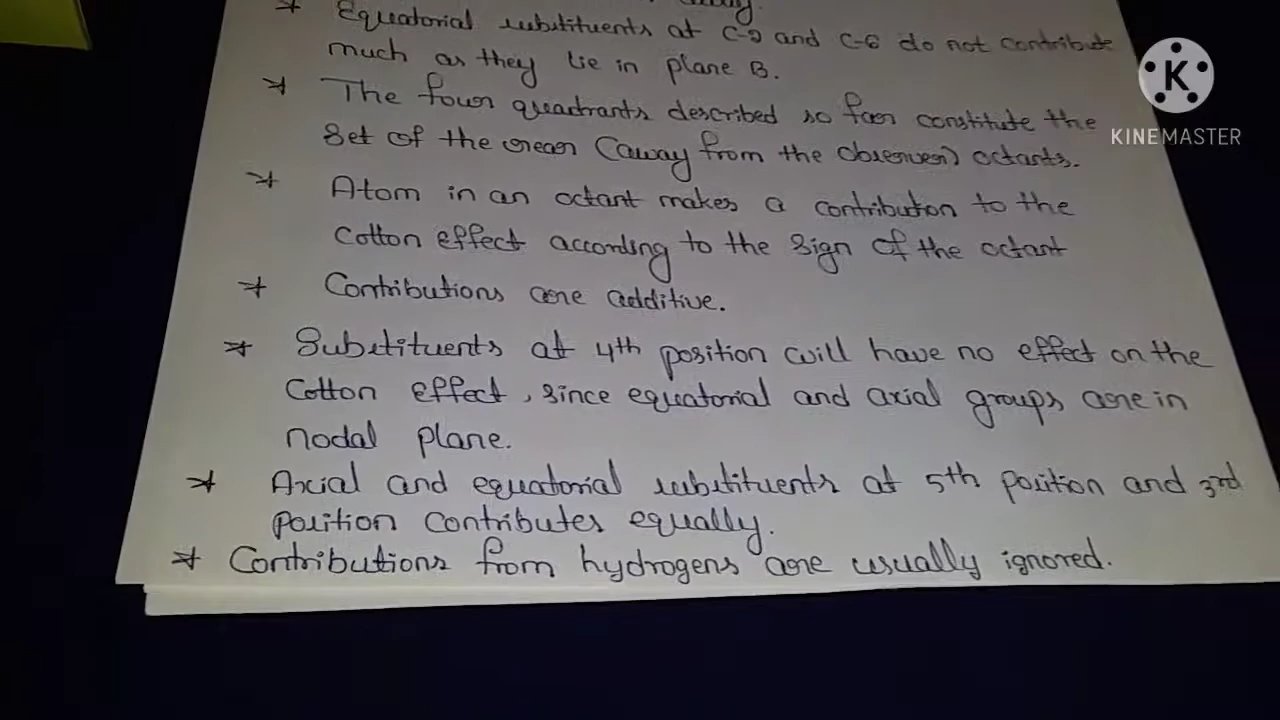 * Equatorial substituents at C-2 and C-6 do not contribute
much as they lie in plane B.
* The four quadrants described so far constitute the
set of the rear (away from the observer) octants.
* Atom in an octant makes a contribution to the
Cotton effect according to the sign of the octant
* Contributions are additive.
* Substituents at 4th position will have no effect on the
Cotton effect, since equatorial and axial groups are in
nodal plane.
* Axial and equatorial substituents at 5th position and 3rd
position contributes equally.
* Contributions from hydrogens are usually ignored.
K
KINEMASTER